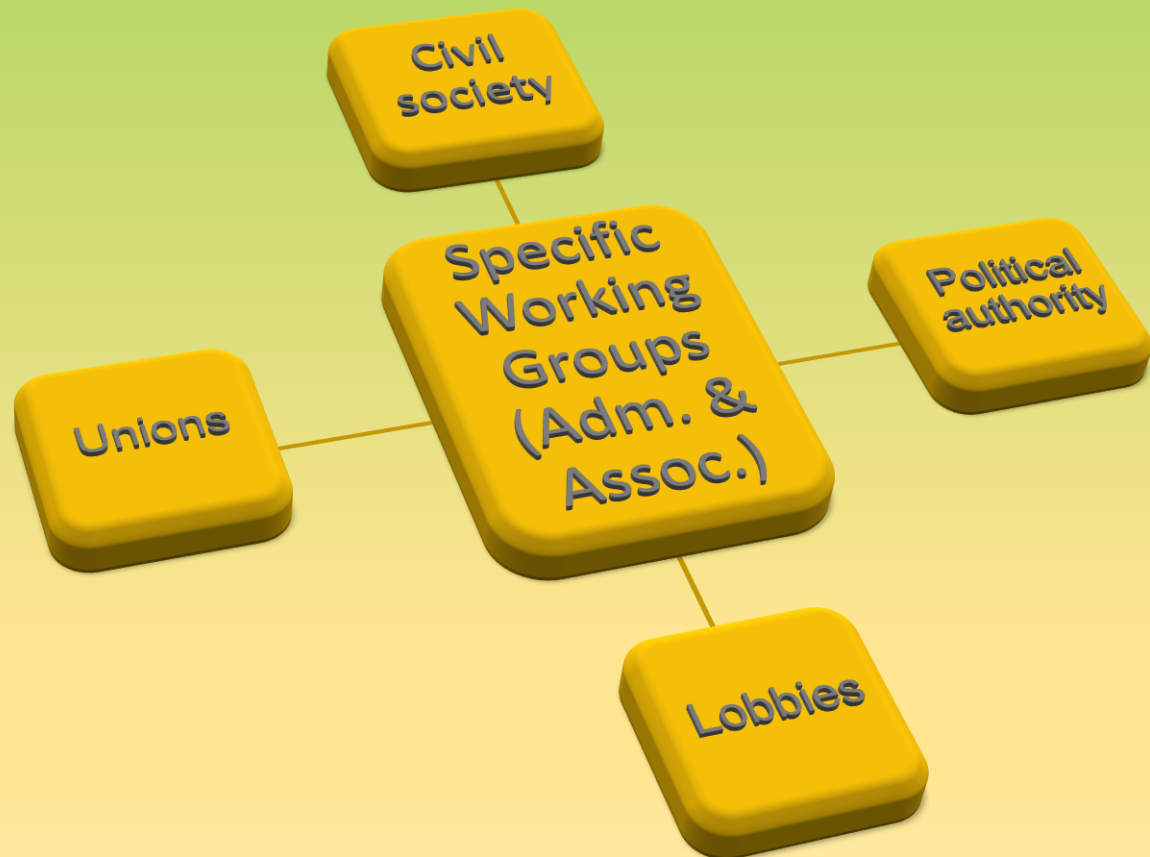 Civil
society
Specific
Working
Groups
(Adm. &
Assoc.)
Political
authority
Unions
Lobbies